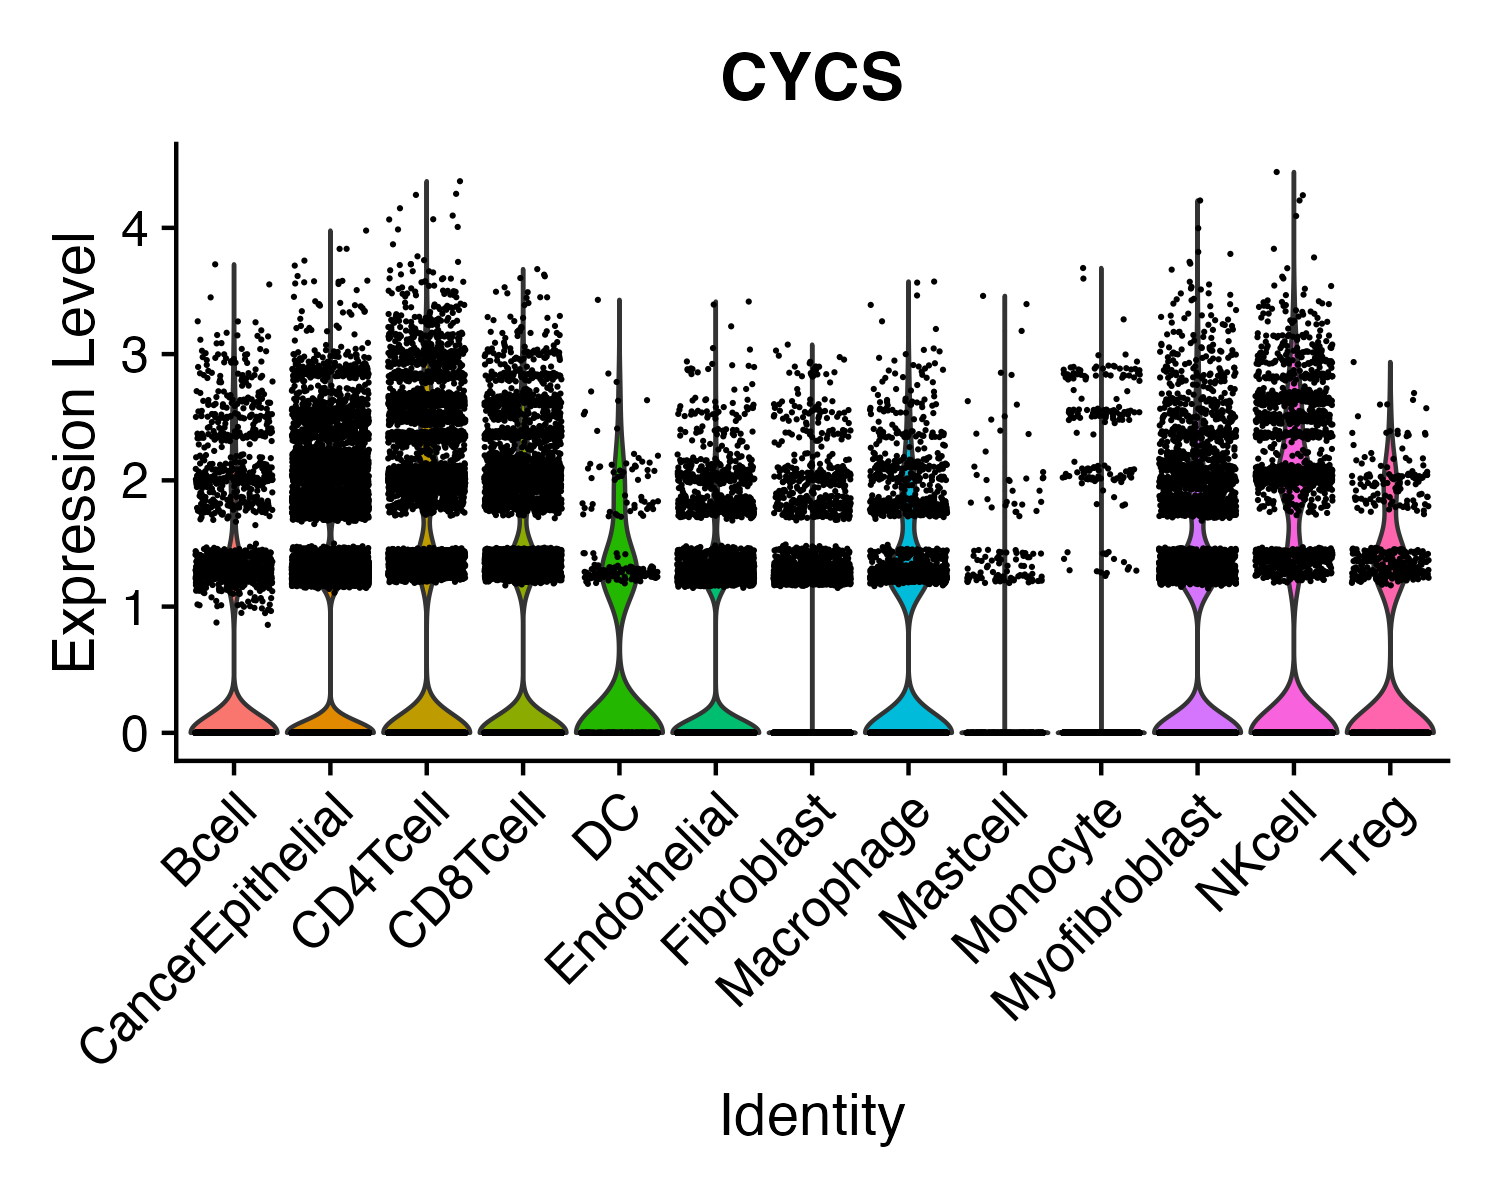 CYCS
Expression Level
4
3
2
1
0
Bcell
CancerEpithelial
CD4Tcell
CD8Tcell
DC
Endothelial
Fibroblast
Macrophage
Mastcell
Monocyte
Myofibroblast
NKcell
Treg
Identity